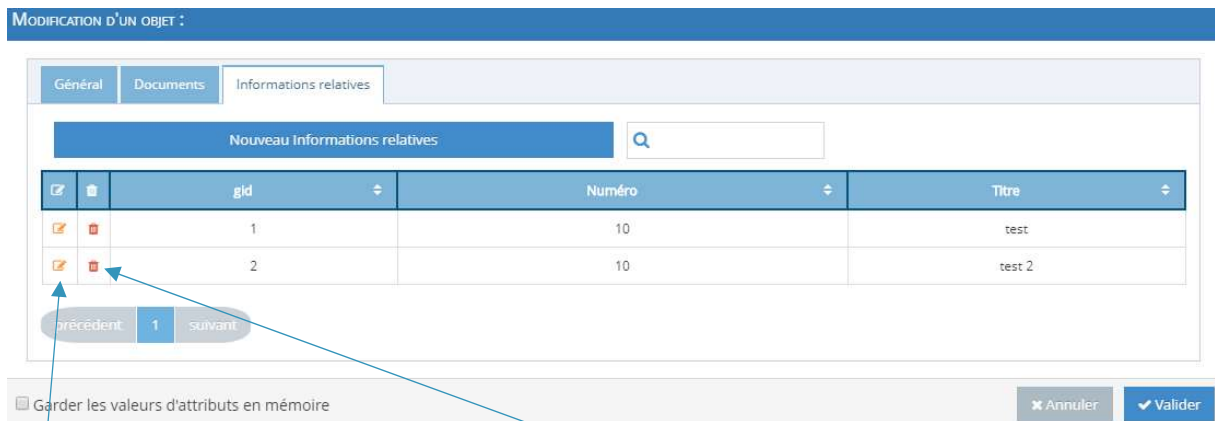 MODIFICATION D'UN OBJET :
Général Documents Informations relatives
Nouveau Informations relatives
gid Numéro Titre
1 10 test
2 10 test 2
précédent 1 suivant
Garder les valeurs d'attributs en mémoire Annuler Valider